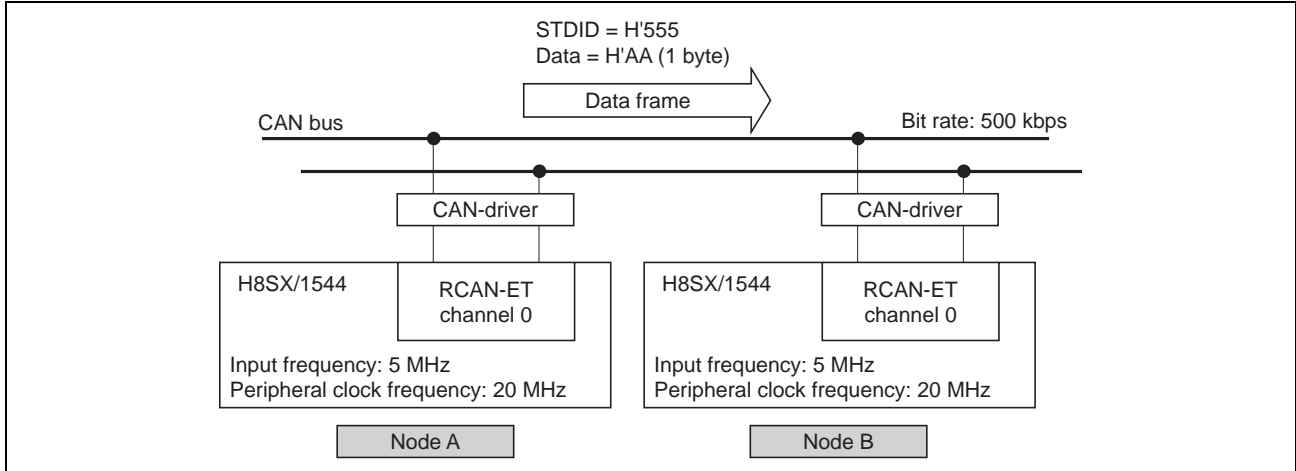 STDID = H'555
Data = H'AA (1 byte)
Data frame
CAN bus
Bit rate: 500 kbps
CAN-driver
CAN-driver
H8SX/1544
RCAN-ET
channel 0
Input frequency: 5 MHz
Peripheral clock frequency: 20 MHz
H8SX/1544
RCAN-ET
channel 0
Input frequency: 5 MHz
Peripheral clock frequency: 20 MHz
Node A
Node B